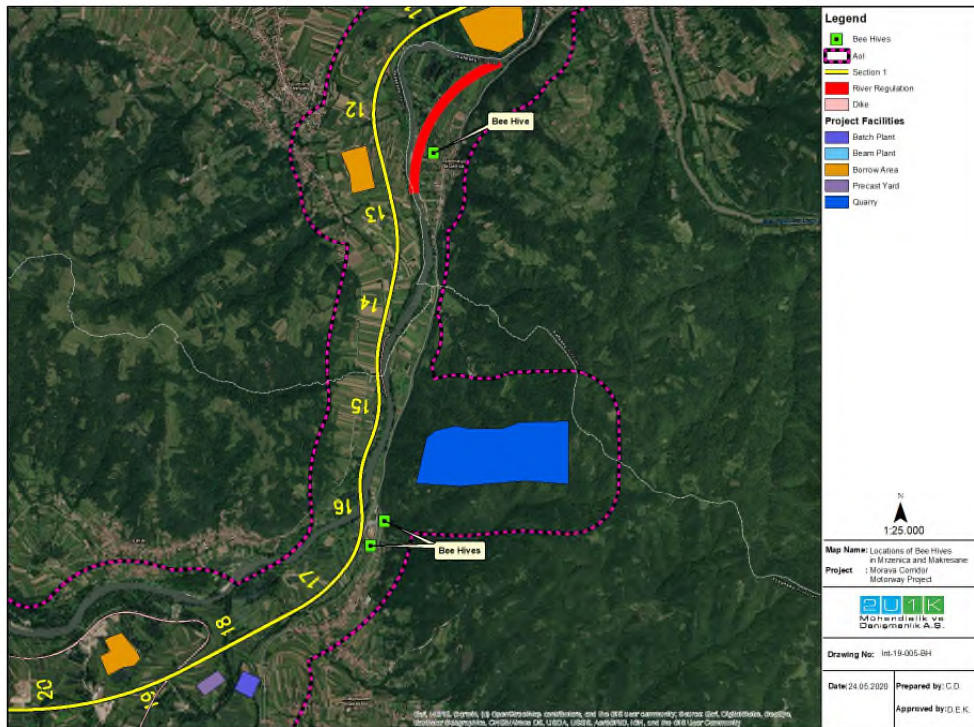 12
13
14
15
16
17
18
19
20
Bee Hive
Bee Hives
Legend
Bee Hives
AoI
Section 1
River Regulation
Dike
Project Facilities
Batch Plant
Beam Plant
Borrow Area
Precast Yard
Quarry
N
1:25.000
Map Name: Locations of Bee Hives
in Mrzenica and Makresane
Project : Morava Corridor
Motorway Project
2U1K
Mühendislik ve
Danışmanlık A.Ş.
Drawing No: Int-19-005-BH
Date:24.05.2020
Prepared by: C.D.
Approved by:D.E.K.